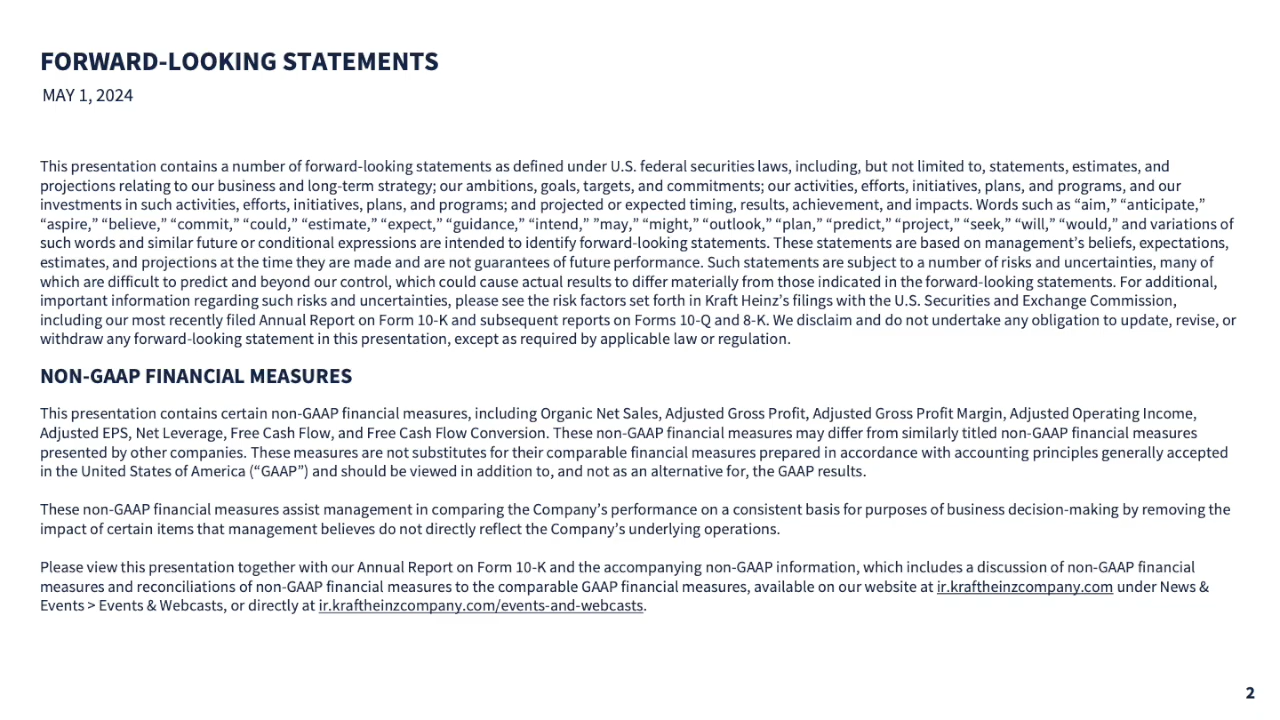 FORWARD-LOOKING STATEMENTS
MAY 1, 2024
This presentation contains a number of forward-looking statements as defined under U.S. federal securities laws, including, but not limited to, statements, estimates, and
projections relating to our business and long-term strategy; our ambitions, goals, targets, and commitments; our activities, efforts, initiatives, plans, and programs, and our
investments in such activities, efforts, initiatives, plans, and programs; and projected or expected timing, results, achievement, and impacts. Words such as “aim,” “anticipate,”
“aspire,” “believe,” “commit,” “could,” “estimate,” “expect,” “guidance,” “intend,” ”may,” “might,” “outlook,” “plan,” “predict,” “project,” “seek,” “will,” “would,” and variations of
such words and similar future or conditional expressions are intended to identify forward-looking statements. These statements are based on management’s beliefs, expectations,
estimates, and projections at the time they are made and are not guarantees of future performance. Such statements are subject to a number of risks and uncertainties, many of
which are difficult to predict and beyond our control, which could cause actual results to differ materially from those indicated in the forward-looking statements. For additional,
important information regarding such risks and uncertainties, please see the risk factors set forth in Kraft Heinz’s filings with the U.S. Securities and Exchange Commission,
including our most recently filed Annual Report on Form 10-K and subsequent reports on Forms 10-Q and 8-K. We disclaim and do not undertake any obligation to update, revise, or
withdraw any forward-looking statement in this presentation, except as required by applicable law or regulation.
NON-GAAP FINANCIAL MEASURES
This presentation contains certain non-GAAP financial measures, including Organic Net Sales, Adjusted Gross Profit, Adjusted Gross Profit Margin, Adjusted Operating Income,
Adjusted EPS, Net Leverage, Free Cash Flow, and Free Cash Flow Conversion. These non-GAAP financial measures may differ from similarly titled non-GAAP financial measures
presented by other companies. These measures are not substitutes for their comparable financial measures prepared in accordance with accounting principles generally accepted
in the United States of America (“GAAP”) and should be viewed in addition to, and not as an alternative for, the GAAP results.
These non-GAAP financial measures assist management in comparing the Company’s performance on a consistent basis for purposes of business decision-making by removing the
impact of certain items that management believes do not directly reflect the Company’s underlying operations.
Please view this presentation together with our Annual Report on Form 10-K and the accompanying non-GAAP information, which includes a discussion of non-GAAP financial
measures and reconciliations of non-GAAP financial measures to the comparable GAAP financial measures, available on our website at ir.kraftheinzcompany.com under News &
Events > Events & Webcasts, or directly at ir.kraftheinzcompany.com/events-and-webcasts.
2